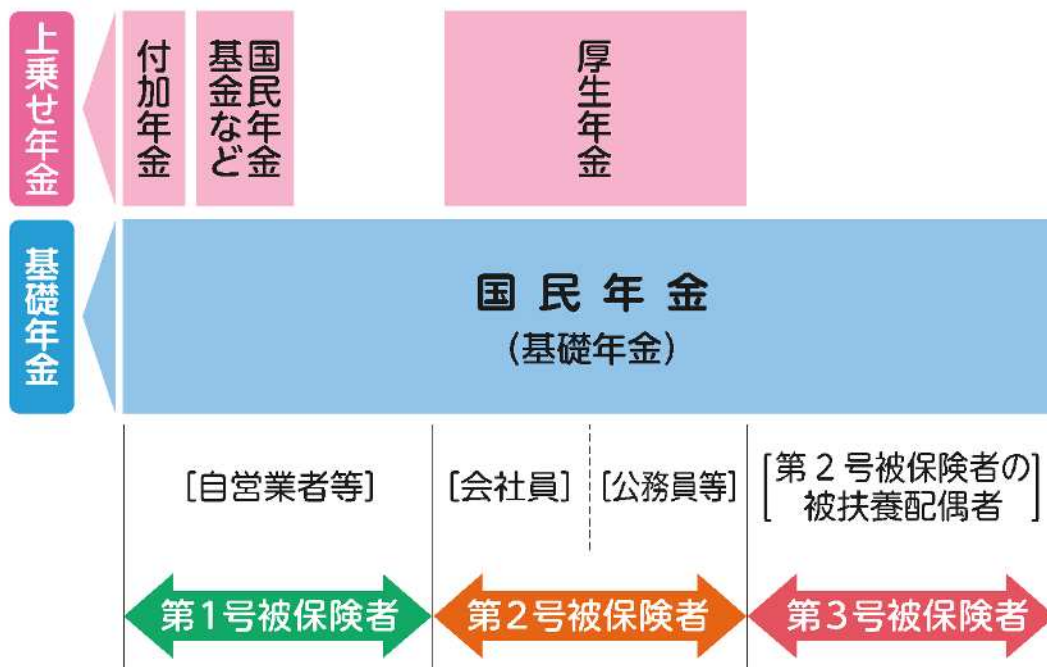 上乗せ年金
付加年金
国民年金
基金など
厚生年金
基礎年金
国民年金
(基礎年金)
[自営業者等]
[会社員]
[公務員等]
[第2号被保険者の
被扶養配偶者]
第1号被保険者
第2号被保険者
第3号被保険者